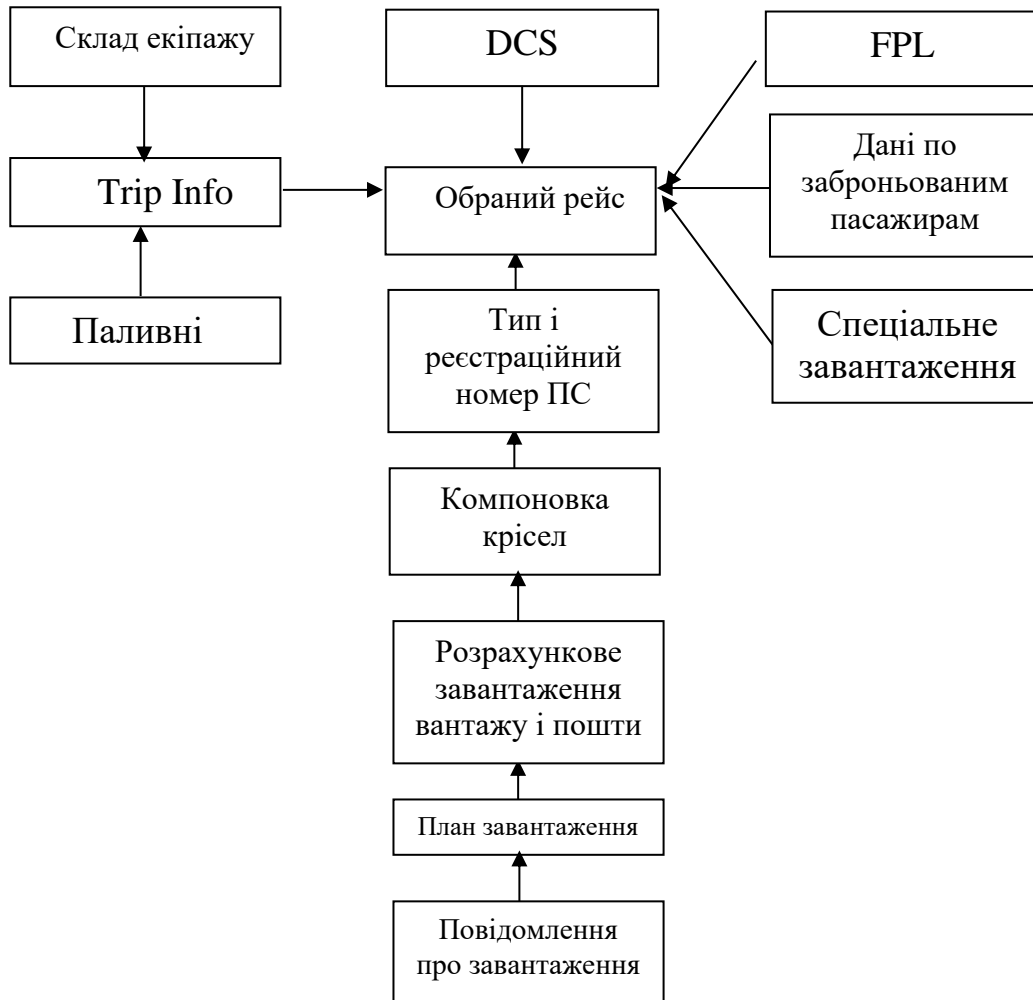 Склад екіпажу
DCS
FPL
Trip Info
Обраний рейс
Дані по
заброньованим
пасажирам
Паливні
Тип і
реєстраційний
номер ПС
Спеціальне
завантаження
Компоновка
крісел
Розрахункове
завантаження
вантажу і пошти
План завантаження
Повідомлення
про завантаження